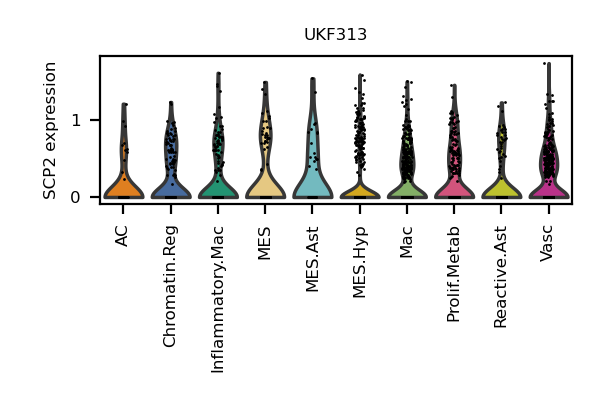 UKF313
SCP2 expression
1
0
AC
Chromatin.Reg
Inflammatory.Mac
MES
MES.Ast
MES.Hyp
Mac
Prolif.Metab
Reactive.Ast
Vasc